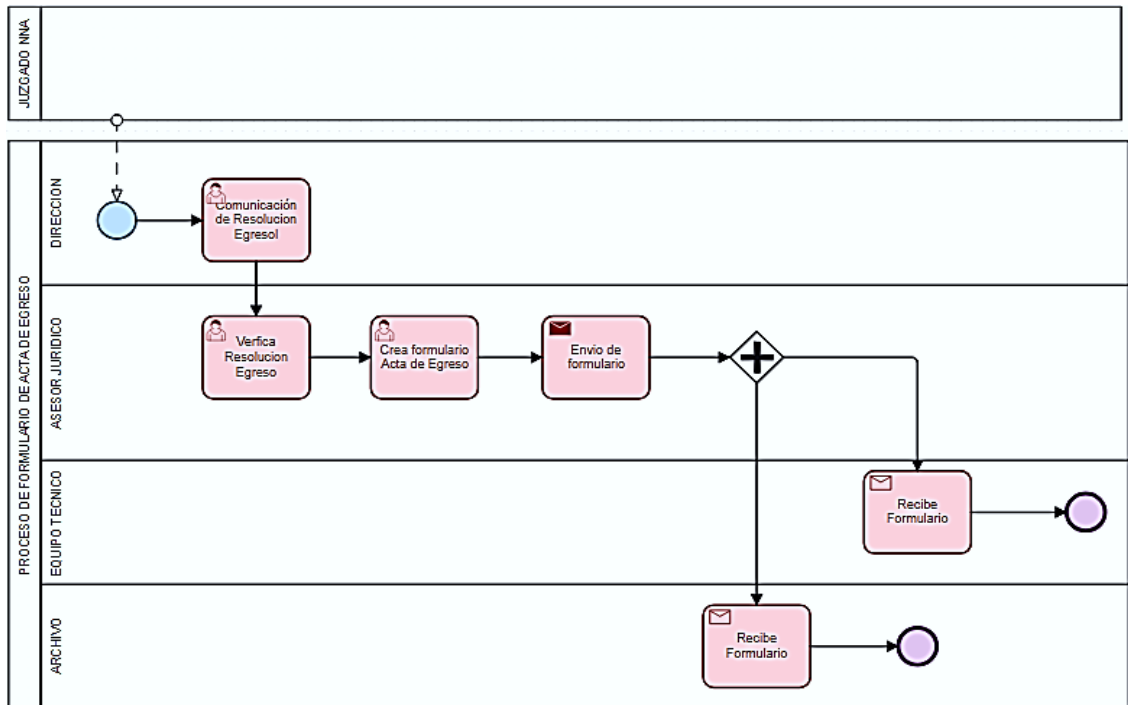 JUZGADO NNA
PROCESO DE FORMULARIO DE ACTA DE EGRESO
DIRECCION
Comunicación
de Resolucion
Egresol
ASESOR JURIDICO
Verfica
Resolucion
Egreso
Crea formulario
Acta de Egreso
Envio de
formulario
EQUIPO TECNICO
Recibe
Formulario
ARCHIVO
Recibe
Formulario